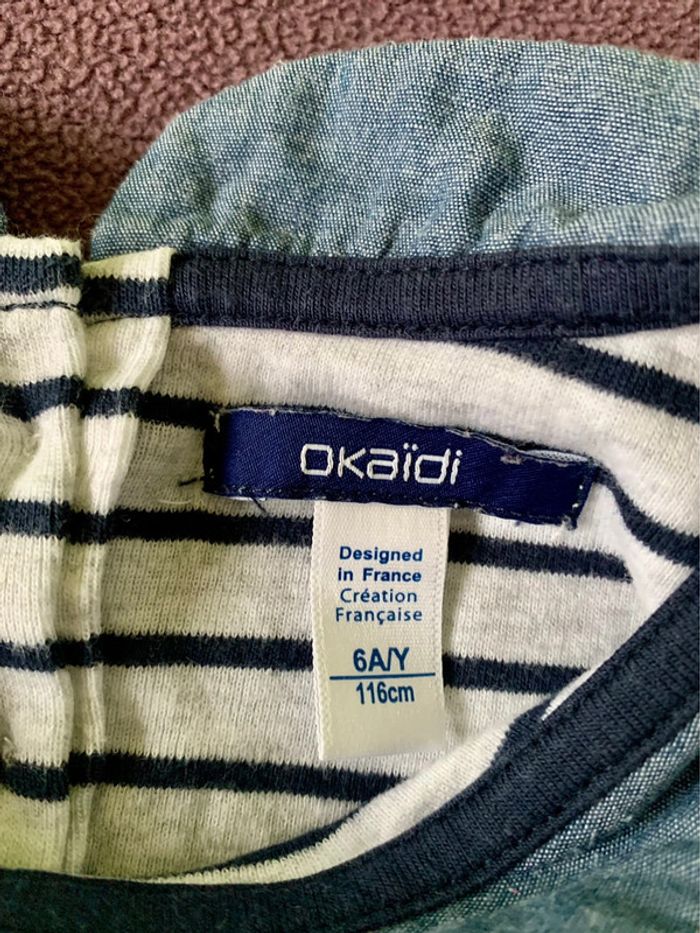 okaïdi
Designed
in France
Création
Française
6A/Y
116cm